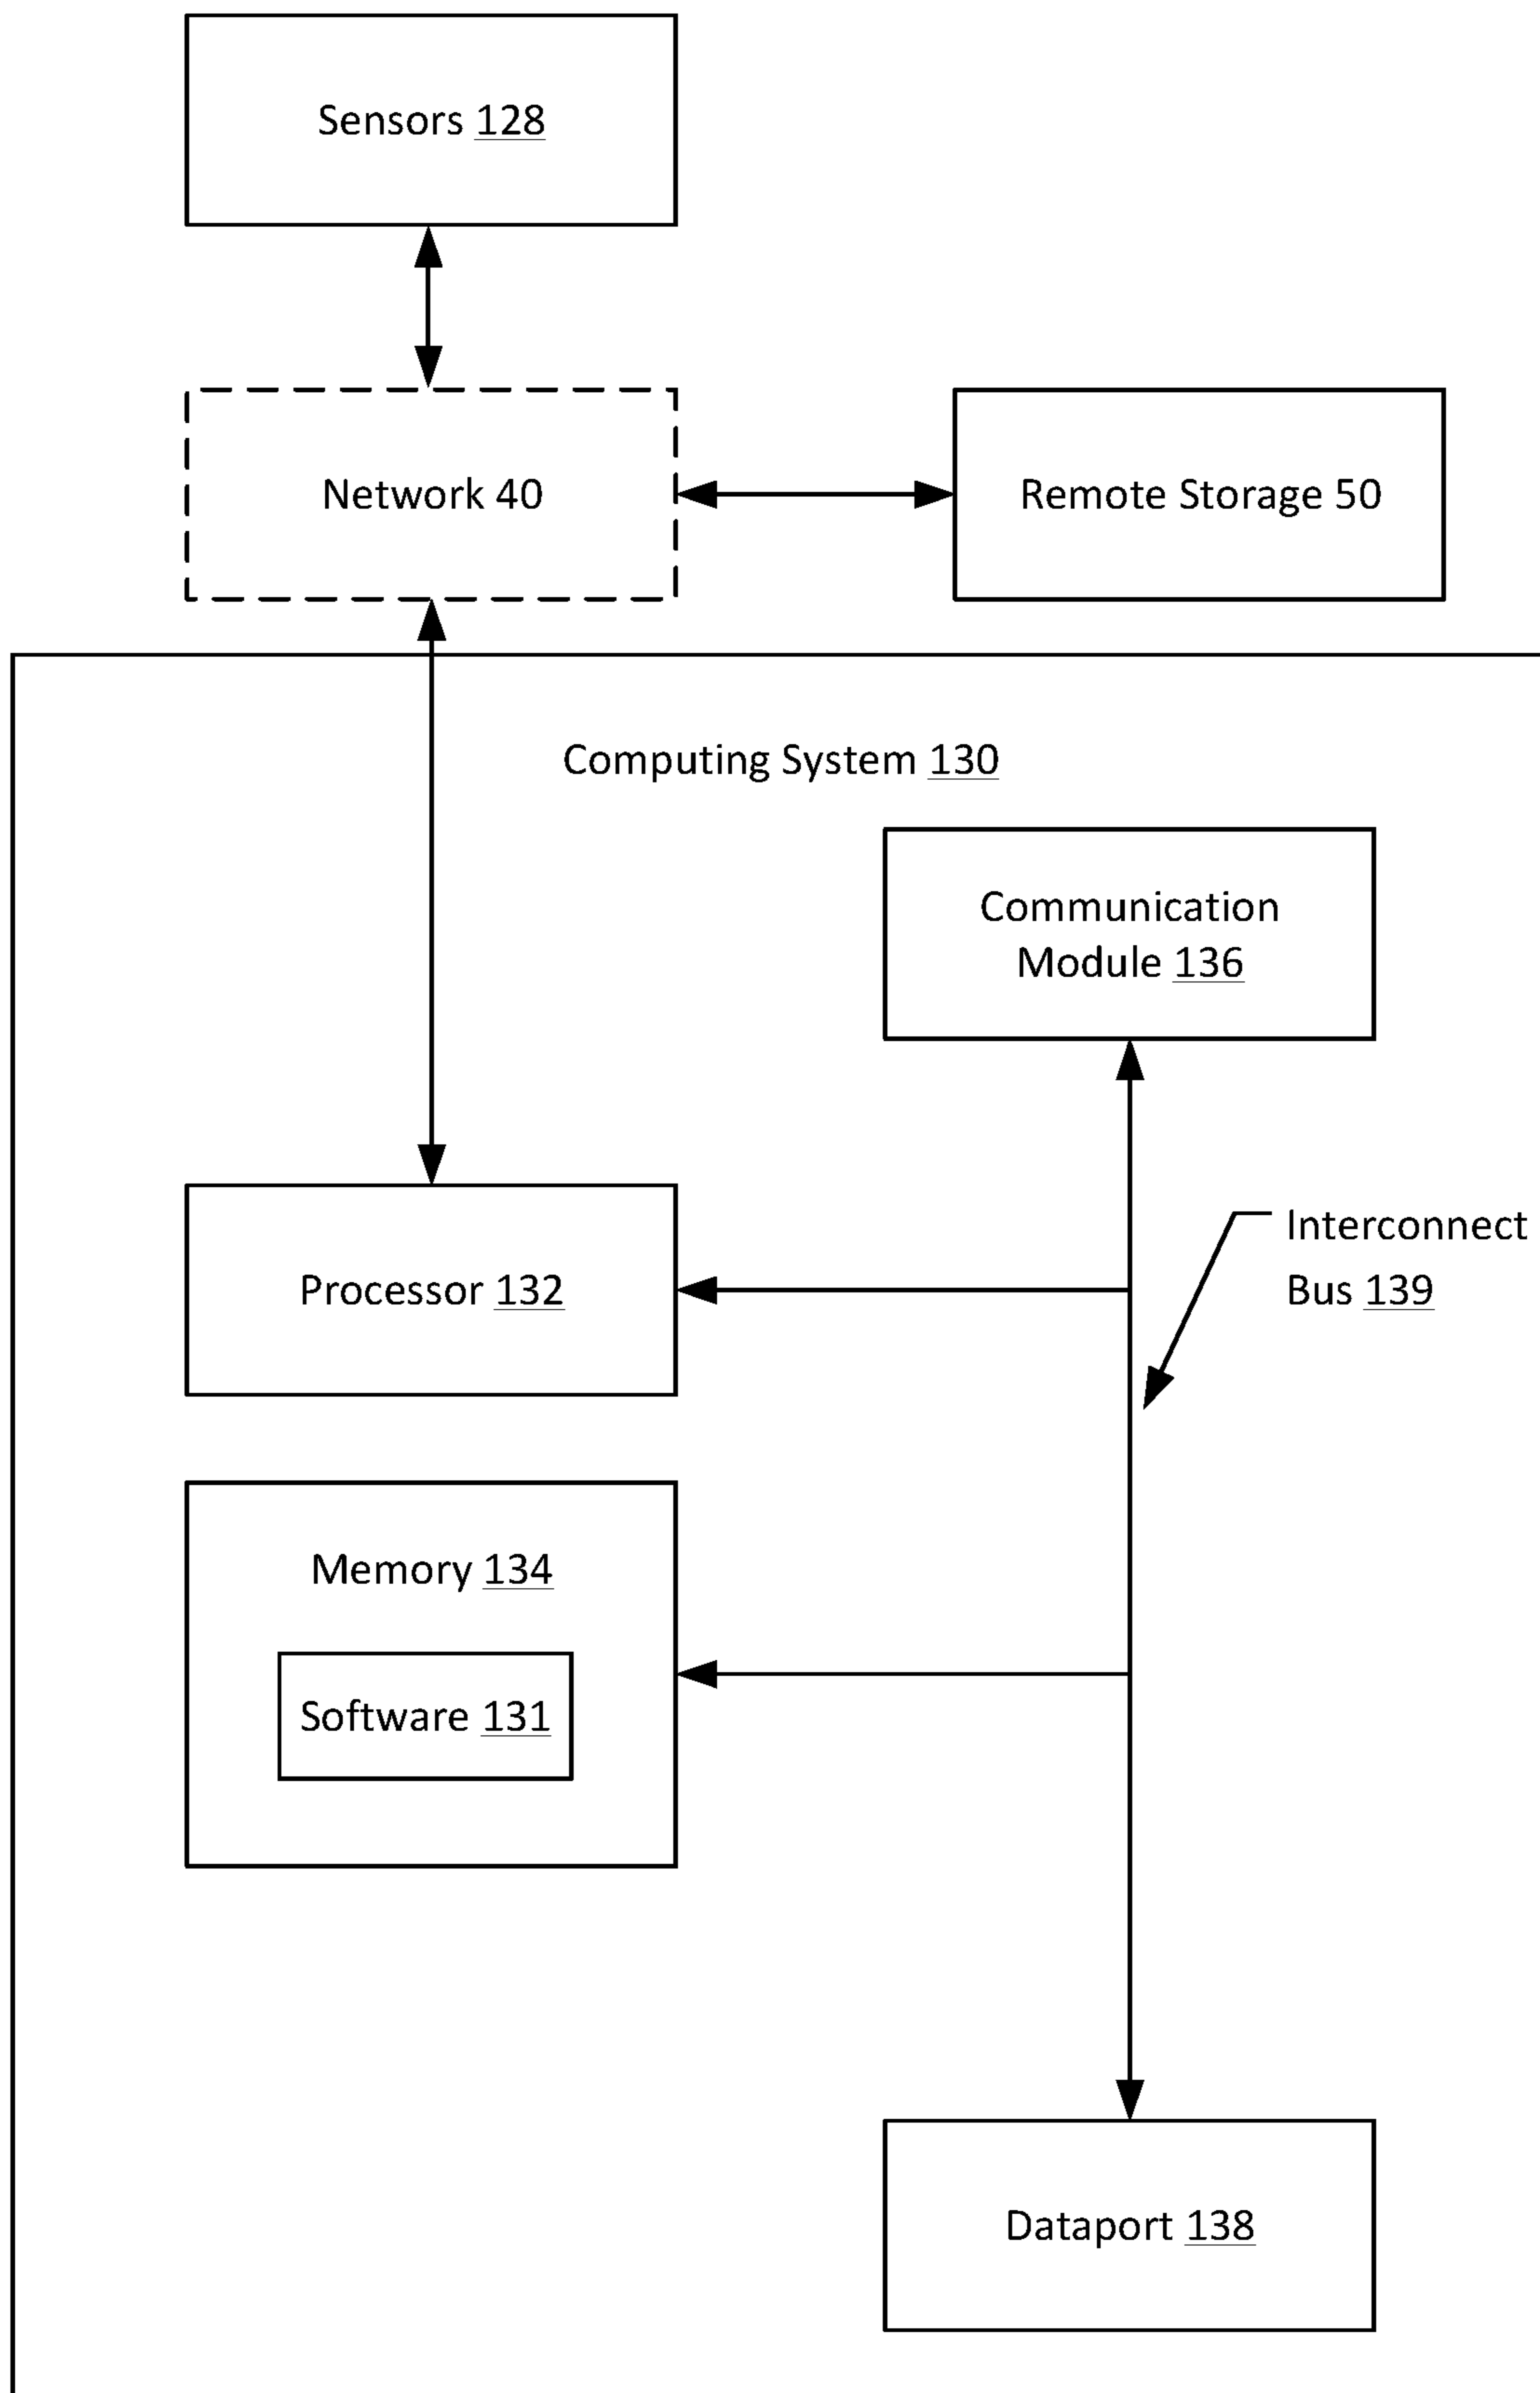 Sensors 128
Network 40
Remote Storage 50
Computing System 130
Communication
Module 136
Interconnect
Bus 139
Processor 132
Memory 134
Software 131
Dataport 138